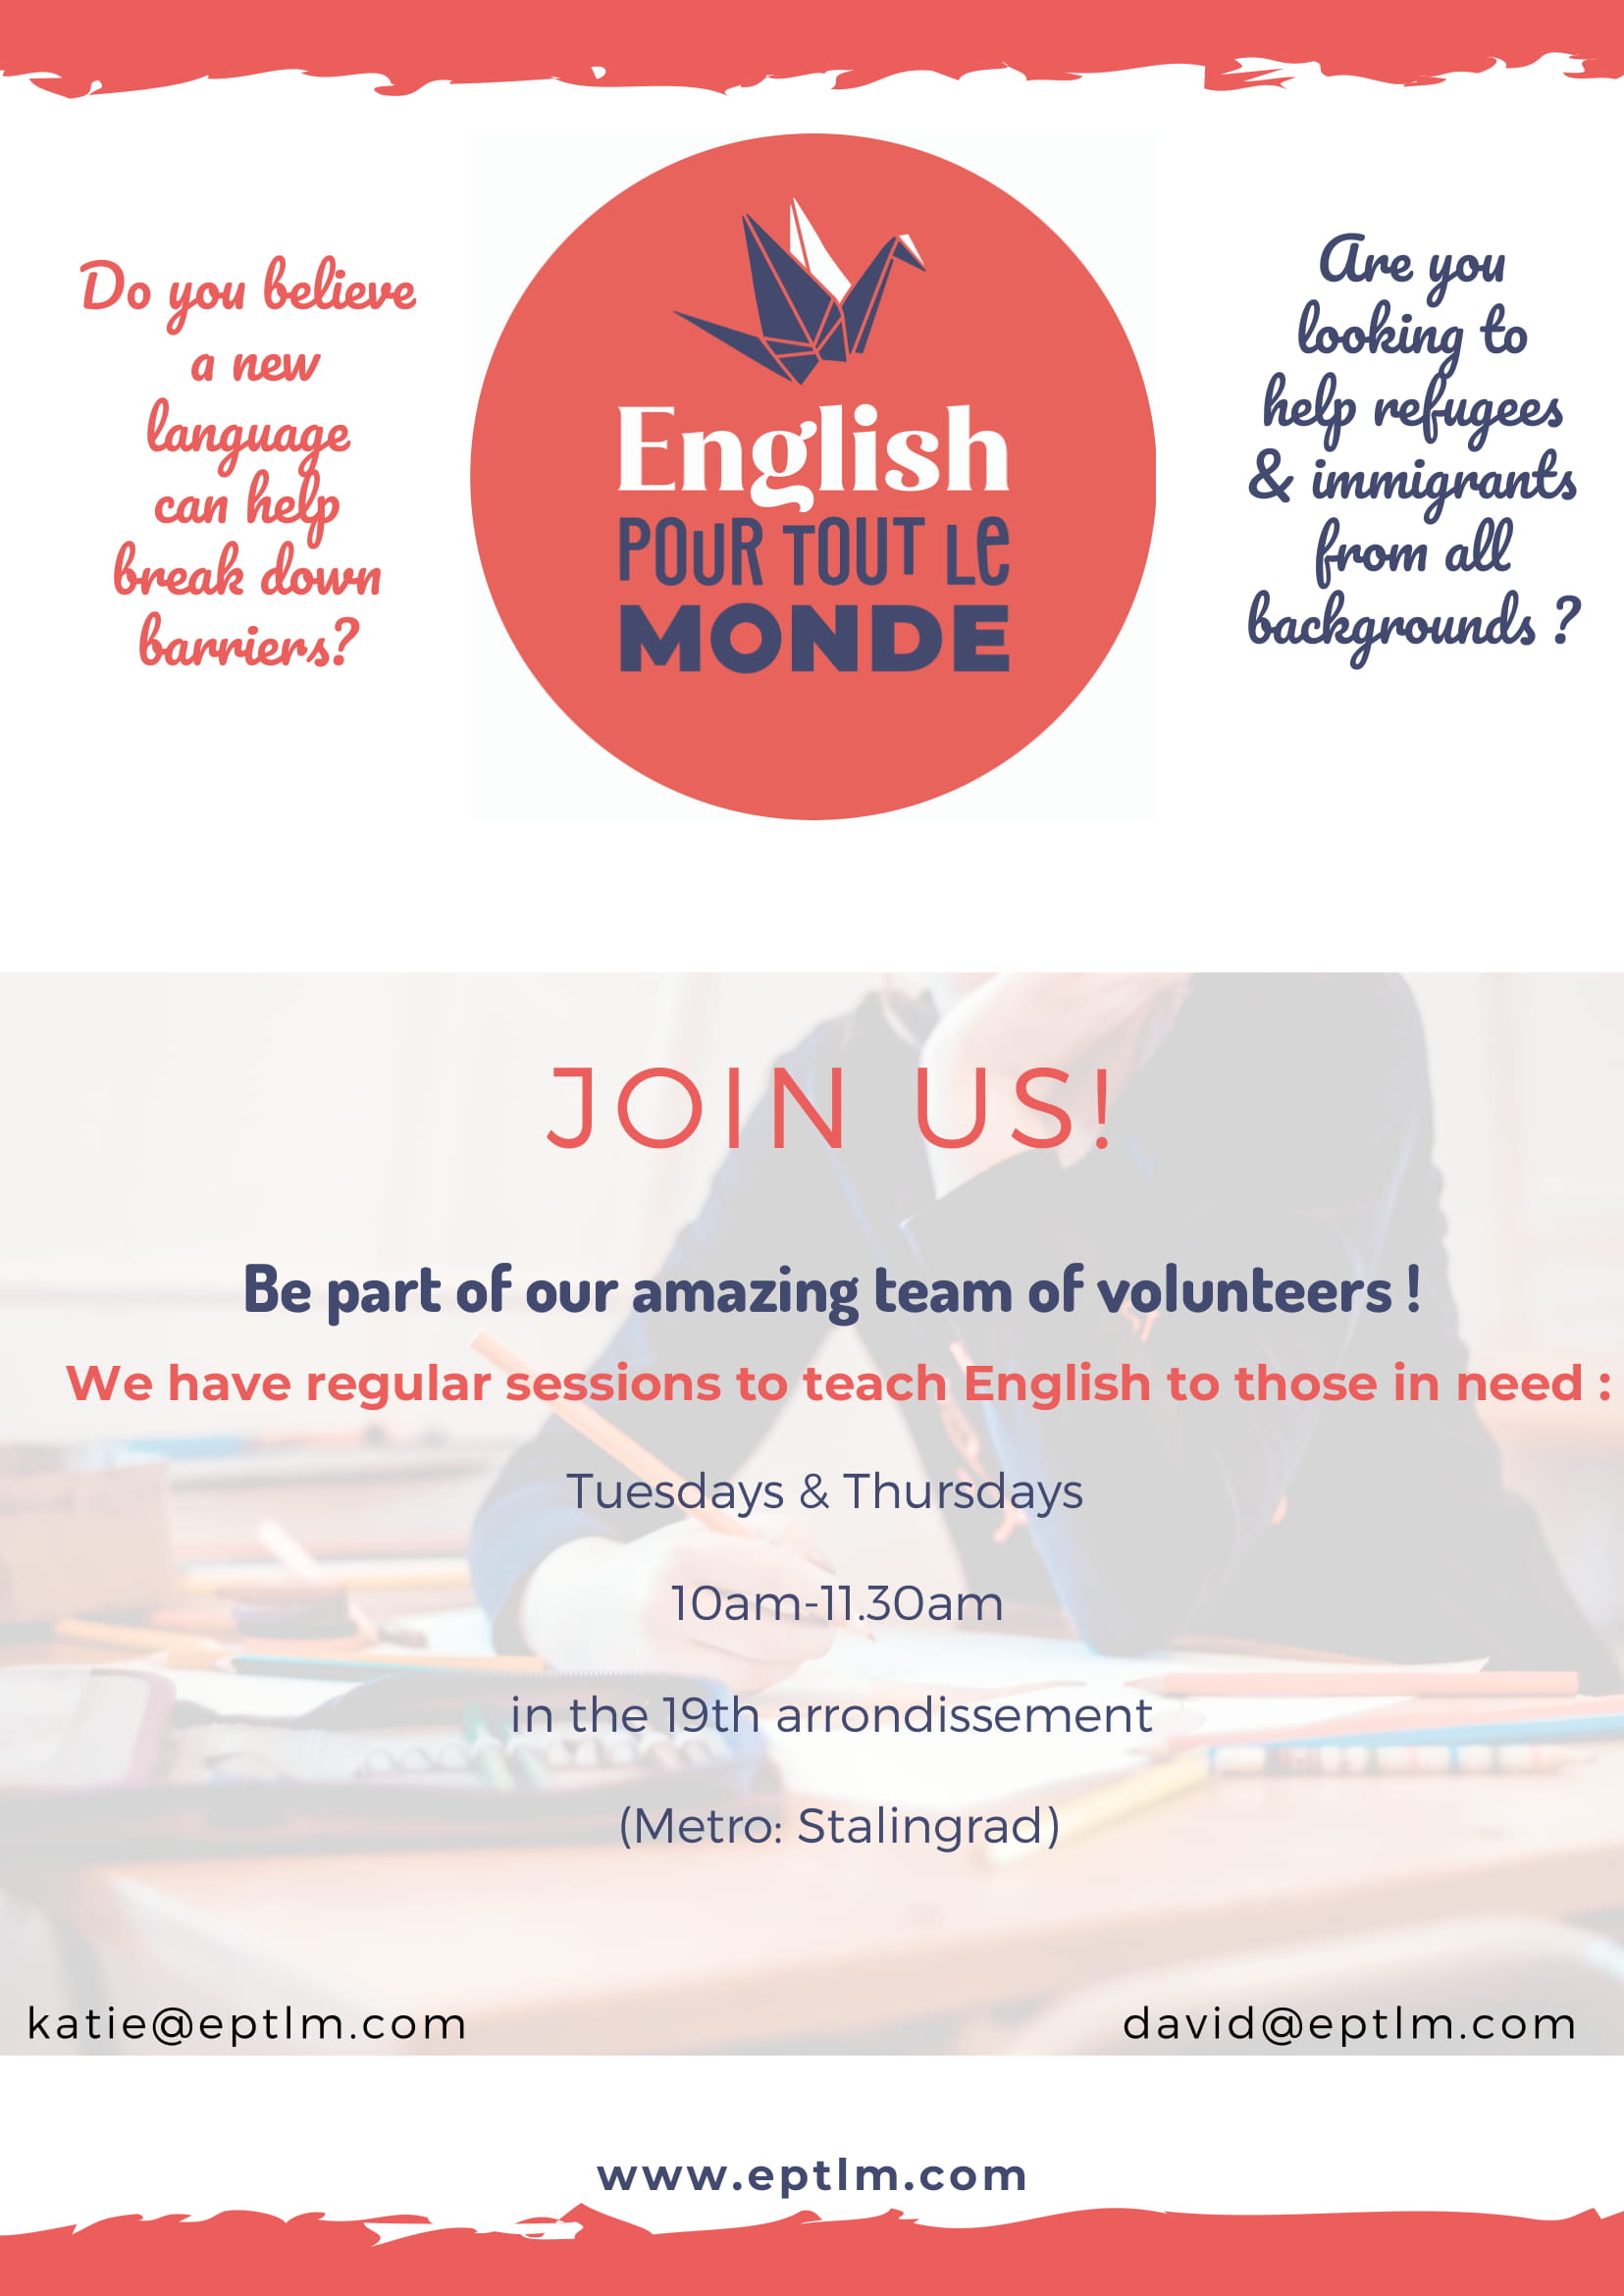 Do you believe
a new
language
can help
break down
barriers?
English
POUR TOUT Le
MONDE
Are you
looking to
help refugees
& immigrants
from all
backgrounds ?
JOIN US!
Be part of our amazing team of volunteers !
We have regular sessions to teach English to those in need :
Tuesdays & Thursdays
10am-11.30am
in the 19th arrondissement
(Metro: Stalingrad)
katie@eptlm.com
david@eptlm.com
www.eptlm.com